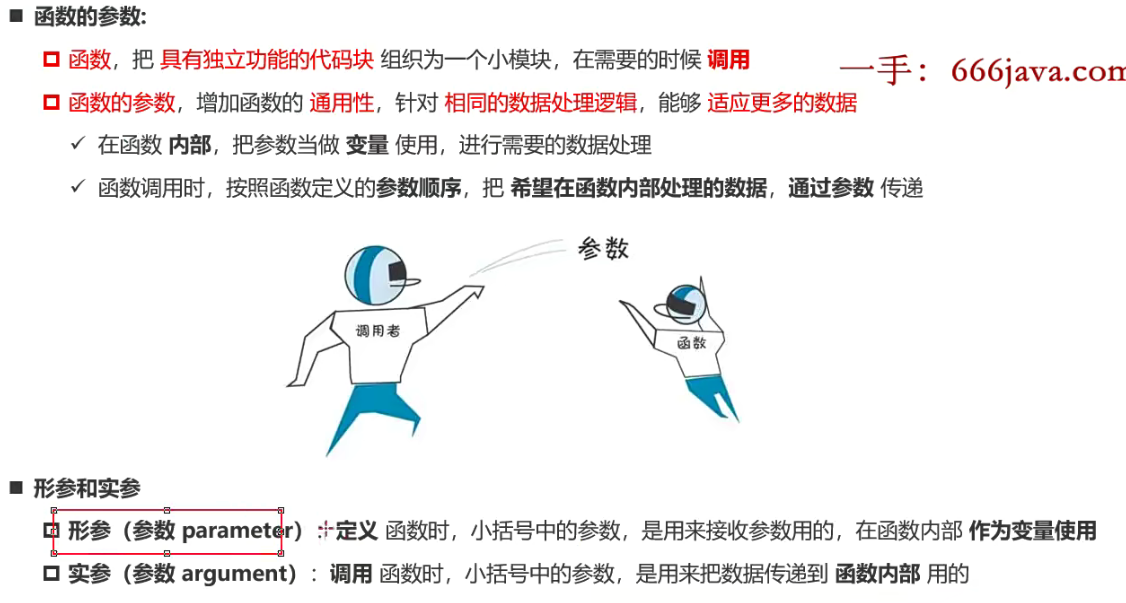 函数的参数:
函数，把 具有独立功能的代码块 组织为一个小模块，在需要的时候 调用
一手：666java.com
函数的参数，增加函数的 通用性，针对 相同的数据处理逻辑，能够 适应更多的数据
在函数 内部，把参数当做 变量 使用，进行需要的数据处理
函数调用时，按照函数定义的参数顺序，把 希望在函数内部处理的数据，通过参数 传递
参数
调用者
函数
形参和实参
形参（参数 parameter）：定义 函数时，小括号中的参数，是用来接收参数用的，在函数内部 作为变量使用
实参（参数 argument）：调用 函数时，小括号中的参数，是用来把数据传递到 函数内部 用的